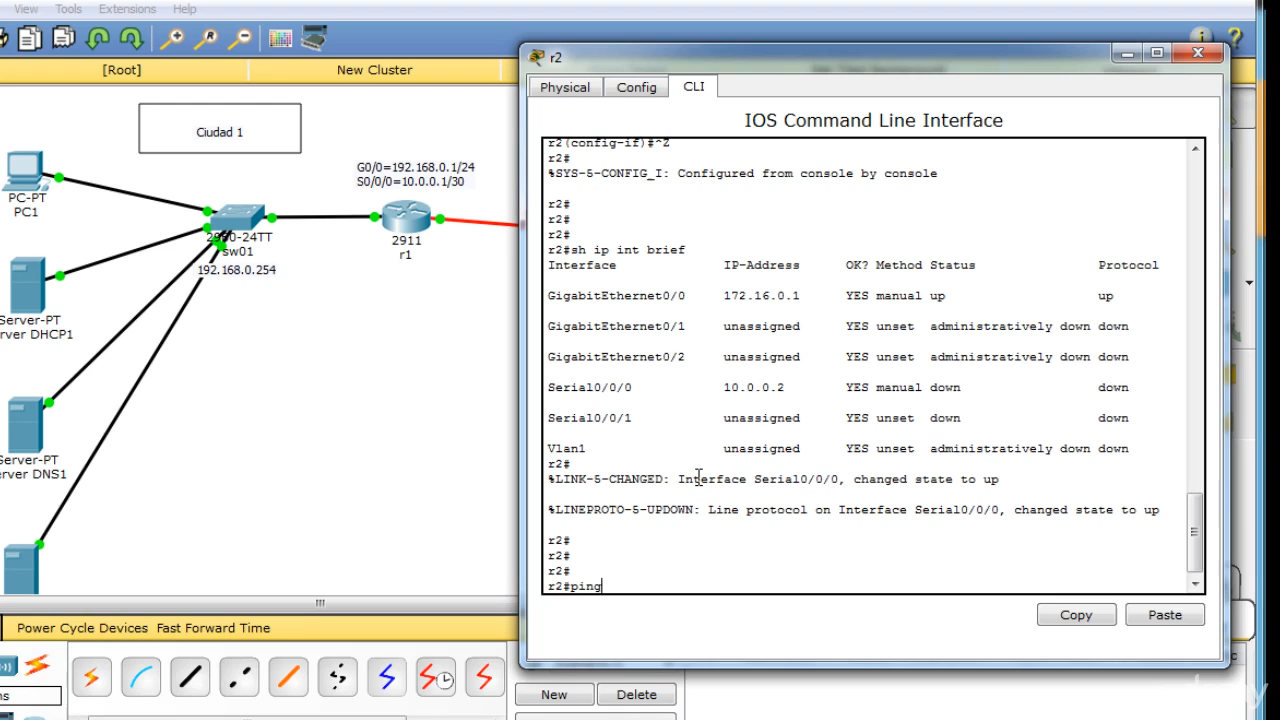 View Tools Extensions Help
[Root] New Cluster
Ciudad 1
G0/0=192.168.0.1/24
S0/0/0=10.0.0.1/30
PC-PT
PC1
24TT
sw01
192.168.0.254
2911
r1
Server-PT
rver DHCP1
Server-PT
rver DNS1
r2
Physical Config CLI
IOS Command Line Interface
r2(config-if)#^Z
r2#
%SYS-5-CONFIG_I: Configured from console by console
r2#
r2#
r2#
r2#sh ip int brief
Interface IP-Address OK? Method Status Protocol
GigabitEthernet0/0 172.16.0.1 YES manual up up
GigabitEthernet0/1 unassigned YES unset administratively down down
GigabitEthernet0/2 unassigned YES unset administratively down down
Serial0/0/0 10.0.0.2 YES manual down down
Serial0/0/1 unassigned YES unset down down
Vlan1 unassigned YES unset administratively down down
r2#
%LINK-5-CHANGED: Interface Serial0/0/0, changed state to up
%LINEPROTO-5-UPDOWN: Line protocol on Interface Serial0/0/0, changed state to up
r2#
r2#
r2#
r2#ping
Copy Paste
Power Cycle Devices Fast Forward Time
ns
New Delete